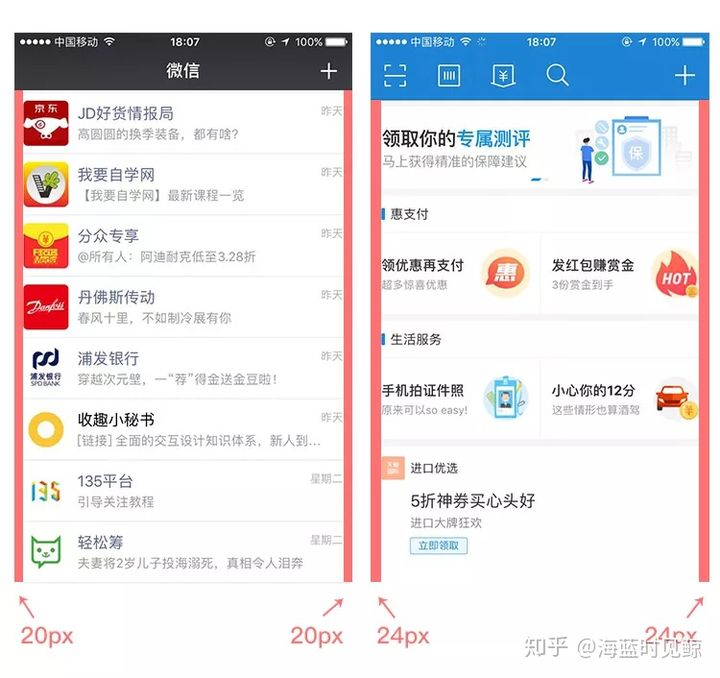 中国移动 18:07 100%
微信
京东
JD好货情报局 昨天
高圆圆的换季装备，都有啥?
我要自学网 昨天
【我要自学网】最新课程一览
分众专享 昨天
@所有人：阿迪耐克低至3.28折
Danfoss
丹佛斯传动 昨天
春风十里，不如制冷展有你
浦发银行
SPD BANK
浦发银行 昨天
穿越次元壁，一“荐”得金送金豆啦！
收趣小秘书 昨天
[链接] 全面的交互设计知识体系，新人到...
135
135平台 星期二
引导关注教程
轻松筹 星期二
夫妻将2岁儿子投海溺死，真相令人泪奔
20px 20px
中国移动 18:07 100%
¥
领取你的专属测评
马上获得精准的保障建议
保
惠支付
领优惠再支付
超多惊喜优惠
惠
发红包赚赏金
3份赏金到手
HOT
生活服务
手机拍证件照
原来可以so easy!
小心你的12分
这些情形也算酒驾
¥
进口优选
5折神券买心头好
进口大牌狂欢
立即领取
24px 24px
知乎 @海蓝时见鲸